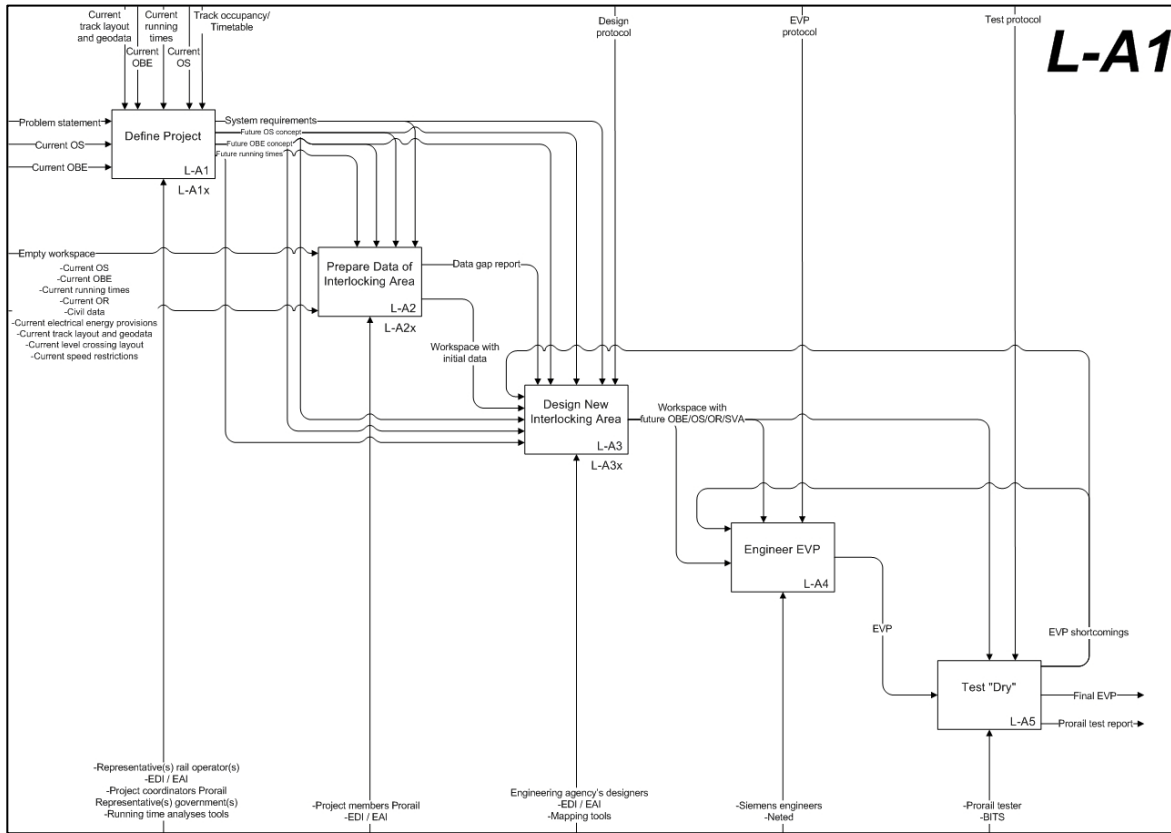 Current
track layout
and geodata
Current
OBE
Current
running
times
Current
OS
Track occupancy/
Timetable
Design
protocol
EVP
protocol
Test protocol
L-A1
Problem statement
Current OS
Current OBE
Define Project
L-A1
L-A1x
System requirements
Future OS concept
Future OBE concept
Future running times
Empty workspace
-Current OS
-Current OBE
-Current running times
-Current OR
-Civil data
-Current electrical energy provisions
-Current track layout and geodata
-Current level crossing layout
-Current speed restrictions
Prepare Data of
Interlocking Area
L-A2
L-A2x
Data gap report
Workspace with
initial data
Design New
Interlocking Area
L-A3
L-A3x
Workspace with
future OBE/OS/OR/SVA
Engineer EVP
L-A4
EVP
EVP shortcomings
Test "Dry"
L-A5
Final EVP
Prorail test report
-Representative(s) rail operator(s)
-EDI / EAI
-Project coordinators Prorail
Representative(s) government(s)
-Running time analyses tools
-Project members Prorail
-EDI / EAI
Engineering agency's designers
-EDI / EAI
-Mapping tools
-Siemens engineers
-Neted
-Prorail tester
-BITS